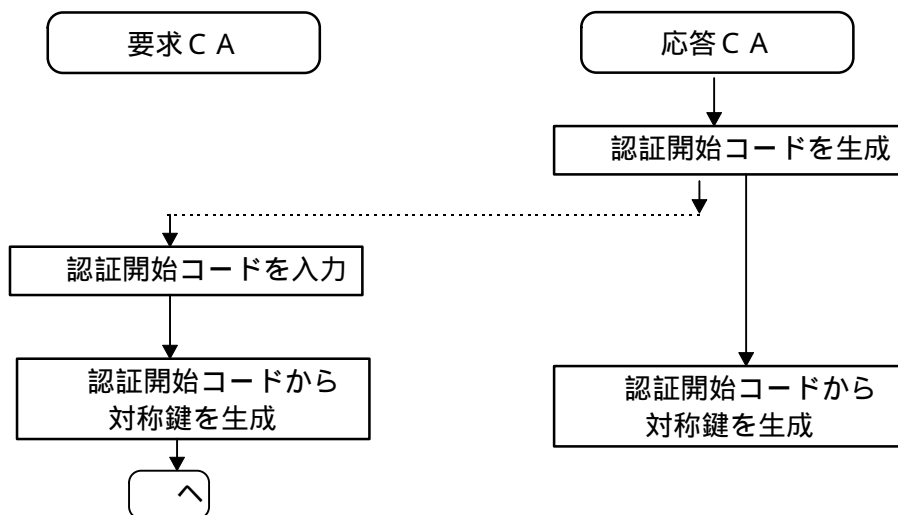 要求ＣＡ
応答ＣＡ
認証開始コードを生成
認証開始コードを入力
認証開始コードから
対称鍵を生成
認証開始コードから
対称鍵を生成
へ